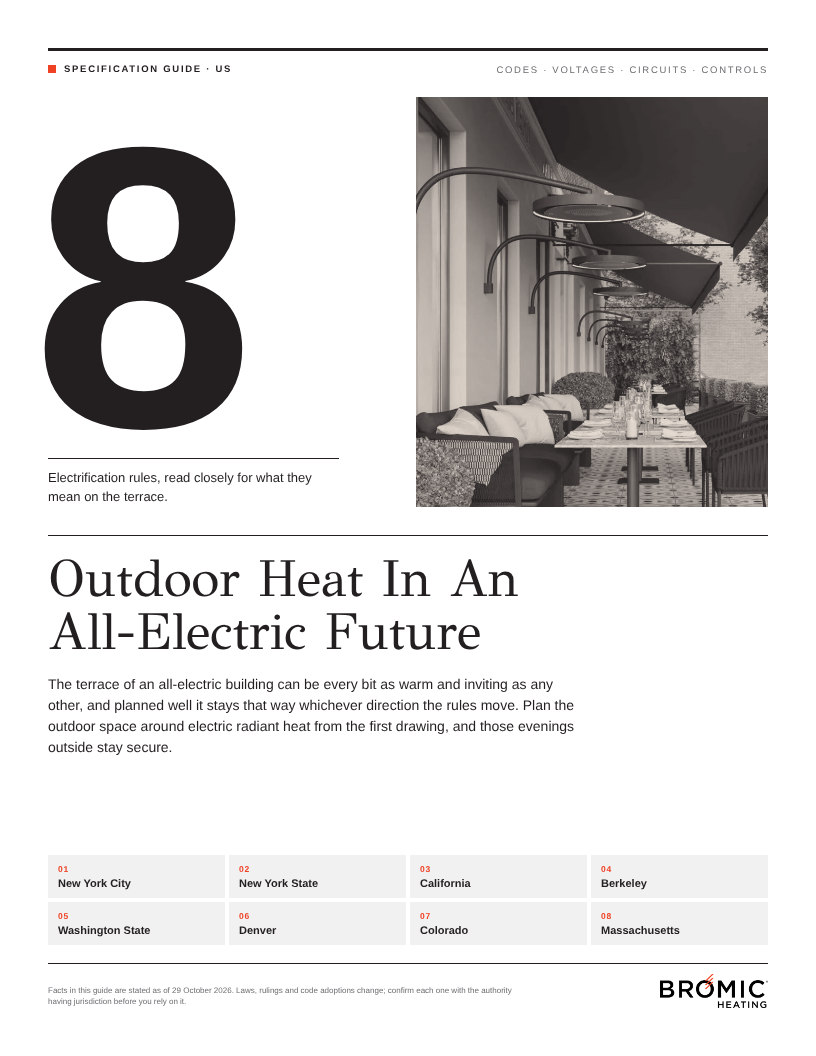 SPECIFICATION GUIDE · US
CODES · VOLTAGES · CIRCUITS · CONTROLS
8
Electrification rules, read closely for what they
mean on the terrace.
Outdoor Heat In An
All-Electric Future
The terrace of an all-electric building can be every bit as warm and inviting as any
other, and planned well it stays that way whichever direction the rules move. Plan the
outdoor space around electric radiant heat from the first drawing, and those evenings
outside stay secure.
01
New York City
02
New York State
03
California
04
Berkeley
05
Washington State
06
Denver
07
Colorado
08
Massachusetts
Facts in this guide are stated as of 29 October 2026. Laws, rulings and code adoptions change; confirm each one with the authority
having jurisdiction before you rely on it.
BROMIC
HEATING